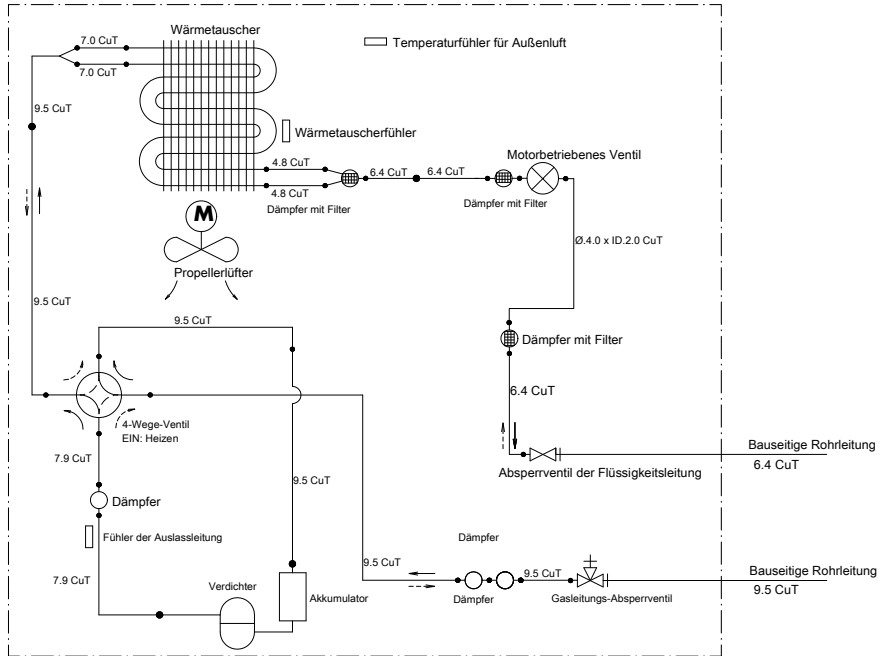 Wärmetauscher
7.0 CuT
7.0 CuT
Temperaturfühler für Außenluft
9.5 CuT
Wärmetauscherfühler
Motorbetriebenes Ventil
4.8 CuT
6.4 CuT
6.4 CuT
4.8 CuT
Dämpfer mit Filter
Dämpfer mit Filter
M
Ø.4.0 x ID.2.0 CuT
Propellerlüfter
9.5 CuT
9.5 CuT
Dämpfer mit Filter
6.4 CuT
4-Wege-Ventil
EIN: Heizen
7.9 CuT
Bauseitige Rohrleitung
6.4 CuT
Absperrventil der Flüssigkeitsleitung
9.5 CuT
Dämpfer
Fühler der Auslassleitung
Dämpfer
9.5 CuT
9.5 CuT
Bauseitige Rohrleitung
9.5 CuT
7.9 CuT
Verdichter
Akkumulator
Dämpfer
Gasleitungs-Absperrventil